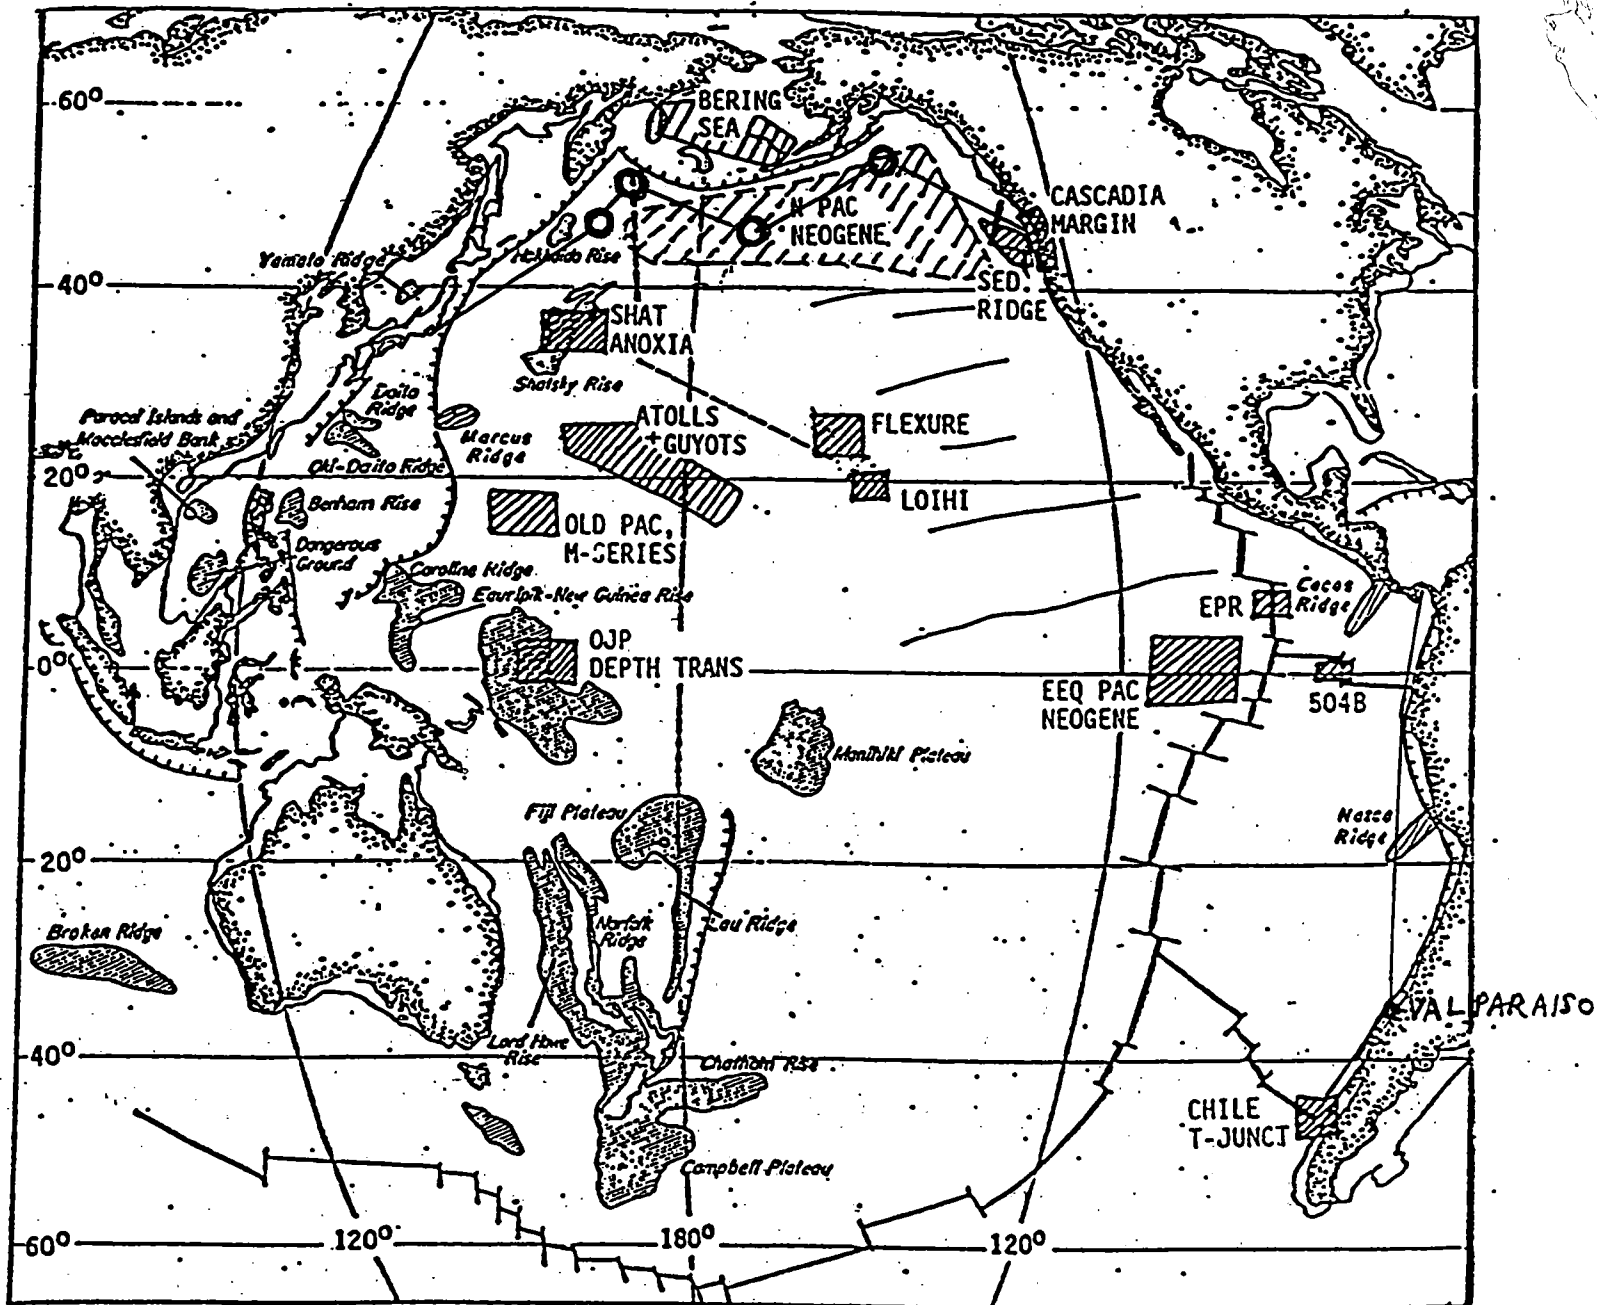 60°
BERING
SEA
CASCADIA
MARGIN
N PAC
NEOGENE
Yamato Ridge
Hokkaido Rise
40°
SED.
RIDGE
SHAT
ANOXIA
Shatsky Rise
Daito
Ridge
Paracel Islands and
Macclesfield Bank
Marcus
Ridge
ATOLLS
+ GUYOTS
FLEXURE
Oki-Daito Ridge
20°
LOIHI
Benham Rise
OLD PAC,
M-SERIES
Dangerous
Ground
Caroline Ridge
Eauripik-New Guinea Rise
EPR
Cocos
Ridge
OJP
DEPTH TRANS
0°
EEQ PAC
NEOGENE
504B
Manihiki Plateau
Fiji Plateau
Nazca
Ridge
20°
Broken Ridge
Norfolk
Ridge
Lau Ridge
VALPARAISO
Lord Howe
Rise
40°
Chatham Rise
CHILE
T-JUNCT
Campbell Plateau
60°
120°
180°
120°